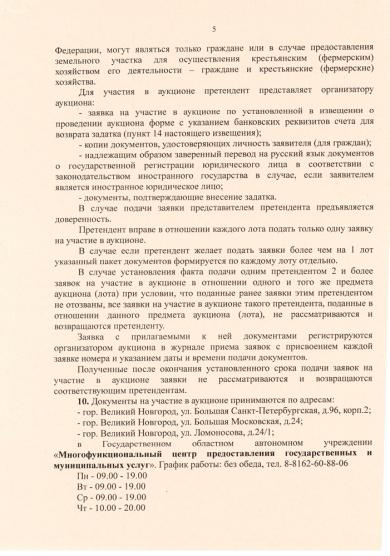 5
Федерации, могут являться только граждане или в случае предоставления
земельного участка для осуществления крестьянским (фермерским)
хозяйством его деятельности – граждане и крестьянские (фермерские)
хозяйства.
Для участия в аукционе претендент представляет организатору
аукциона:
- заявка на участие в аукционе по установленной в извещении о
проведении аукциона форме с указанием банковских реквизитов счета для
возврата задатка (пункт 14 настоящего извещения);
- копии документов, удостоверяющих личность заявителя (для граждан);
- надлежащим образом заверенный перевод на русский язык документов
о государственной регистрации юридического лица в соответствии с
законодательством иностранного государства в случае, если заявителем
является иностранное юридическое лицо;
- документы, подтверждающие внесение задатка.
В случае подачи заявки представителем претендента предъявляется
доверенность.
Претендент вправе в отношении каждого лота подать только одну заявку
на участие в аукционе.
В случае если претендент желает подать заявки более чем на 1 лот
указанный пакет документов формируется по каждому лоту отдельно.
В случае установления факта подачи одним претендентом 2 и более
заявок на участие в аукционе в отношении одного и того же предмета
аукциона (лота) при условии, что поданные ранее заявки этим претендентом
не отозваны, все заявки на участие в аукционе такого претендента, поданные в
отношении данного предмета аукциона (лота), не рассматриваются и
возвращаются претенденту.
Заявка с прилагаемыми к ней документами регистрируются
организатором аукциона в журнале приема заявок с присвоением каждой
заявке номера и указанием даты и времени подачи документов.
Полученные после окончания установленного срока подачи заявок на
участие в аукционе заявки не рассматриваются и возвращаются
соответствующим претендентам.
10. Документы на участие в аукционе принимаются по адресам:
- гор. Великий Новгород, ул. Большая Санкт-Петербургская, д.96, корп.2;
- гор. Великий Новгород, ул. Большая Московская, д.24;
- гор. Великий Новгород, ул. Ломоносова, д.24/1;
в Государственном областном автономном учреждении
«Многофункциональный центр предоставления государственных и
муниципальных услуг». График работы: без обеда, тел. 8-8162-60-88-06
Пн - 09.00 - 19.00
Вт - 09.00 - 19.00
Ср - 09.00 - 19.00
Чт - 10.00 - 20.00